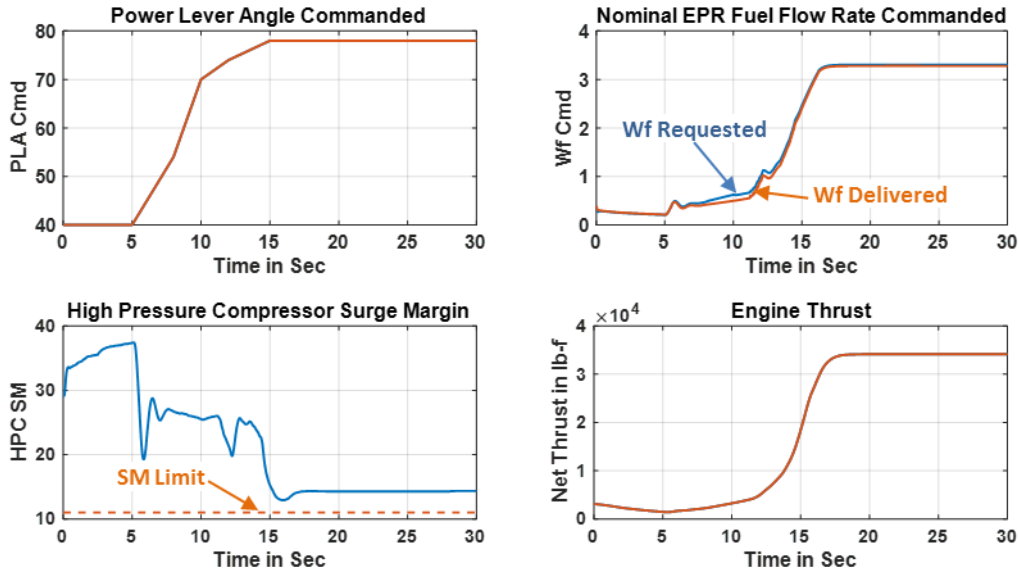 Power Lever Angle Commanded
80
70
60
50
40
PLA Cmd
0 5 10 15 20 25 30
Time in Sec
Nominal EPR Fuel Flow Rate Commanded
4
3
2
1
0
Wf Cmd
Wf Requested
Wf Delivered
0 5 10 15 20 25 30
Time in Sec
High Pressure Compressor Surge Margin
40
30
20
10
HPC SM
SM Limit
0 5 10 15 20 25 30
Time in Sec
Engine Thrust
×10⁴
4
3
2
1
0
Net Thrust in lb-f
0 5 10 15 20 25 30
Time in Sec